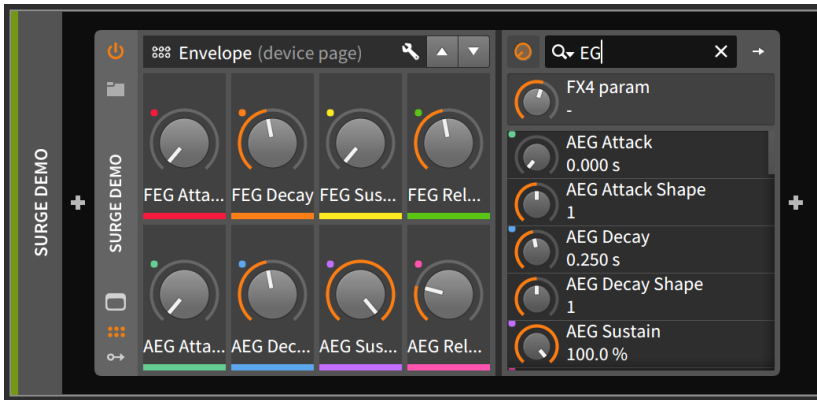 SURGE DEMO
SURGE DEMO
Envelope (device page)
FEG Atta...
FEG Decay
FEG Sus...
FEG Rel...
AEG Atta...
AEG Dec...
AEG Sus...
AEG Rel...
EG
FX4 param
-
AEG Attack
0.000 s
AEG Attack Shape
1
AEG Decay
0.250 s
AEG Decay Shape
1
AEG Sustain
100.0 %